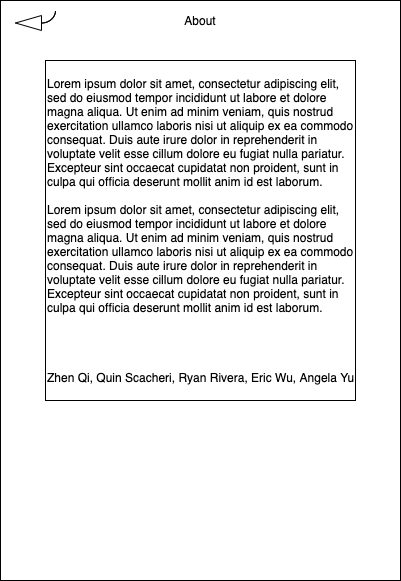 About
Lorem ipsum dolor sit amet, consectetur adipiscing elit,
sed do eiusmod tempor incididunt ut labore et dolore
magna aliqua. Ut enim ad minim veniam, quis nostrud
exercitation ullamco laboris nisi ut aliquip ex ea commodo
consequat. Duis aute irure dolor in reprehenderit in
voluptate velit esse cillum dolore eu fugiat nulla pariatur.
Excepteur sint occaecat cupidatat non proident, sunt in
culpa qui officia deserunt mollit anim id est laborum.
Lorem ipsum dolor sit amet, consectetur adipiscing elit,
sed do eiusmod tempor incididunt ut labore et dolore
magna aliqua. Ut enim ad minim veniam, quis nostrud
exercitation ullamco laboris nisi ut aliquip ex ea commodo
consequat. Duis aute irure dolor in reprehenderit in
voluptate velit esse cillum dolore eu fugiat nulla pariatur.
Excepteur sint occaecat cupidatat non proident, sunt in
culpa qui officia deserunt mollit anim id est laborum.
Zhen Qi, Quin Scacheri, Ryan Rivera, Eric Wu, Angela Yu